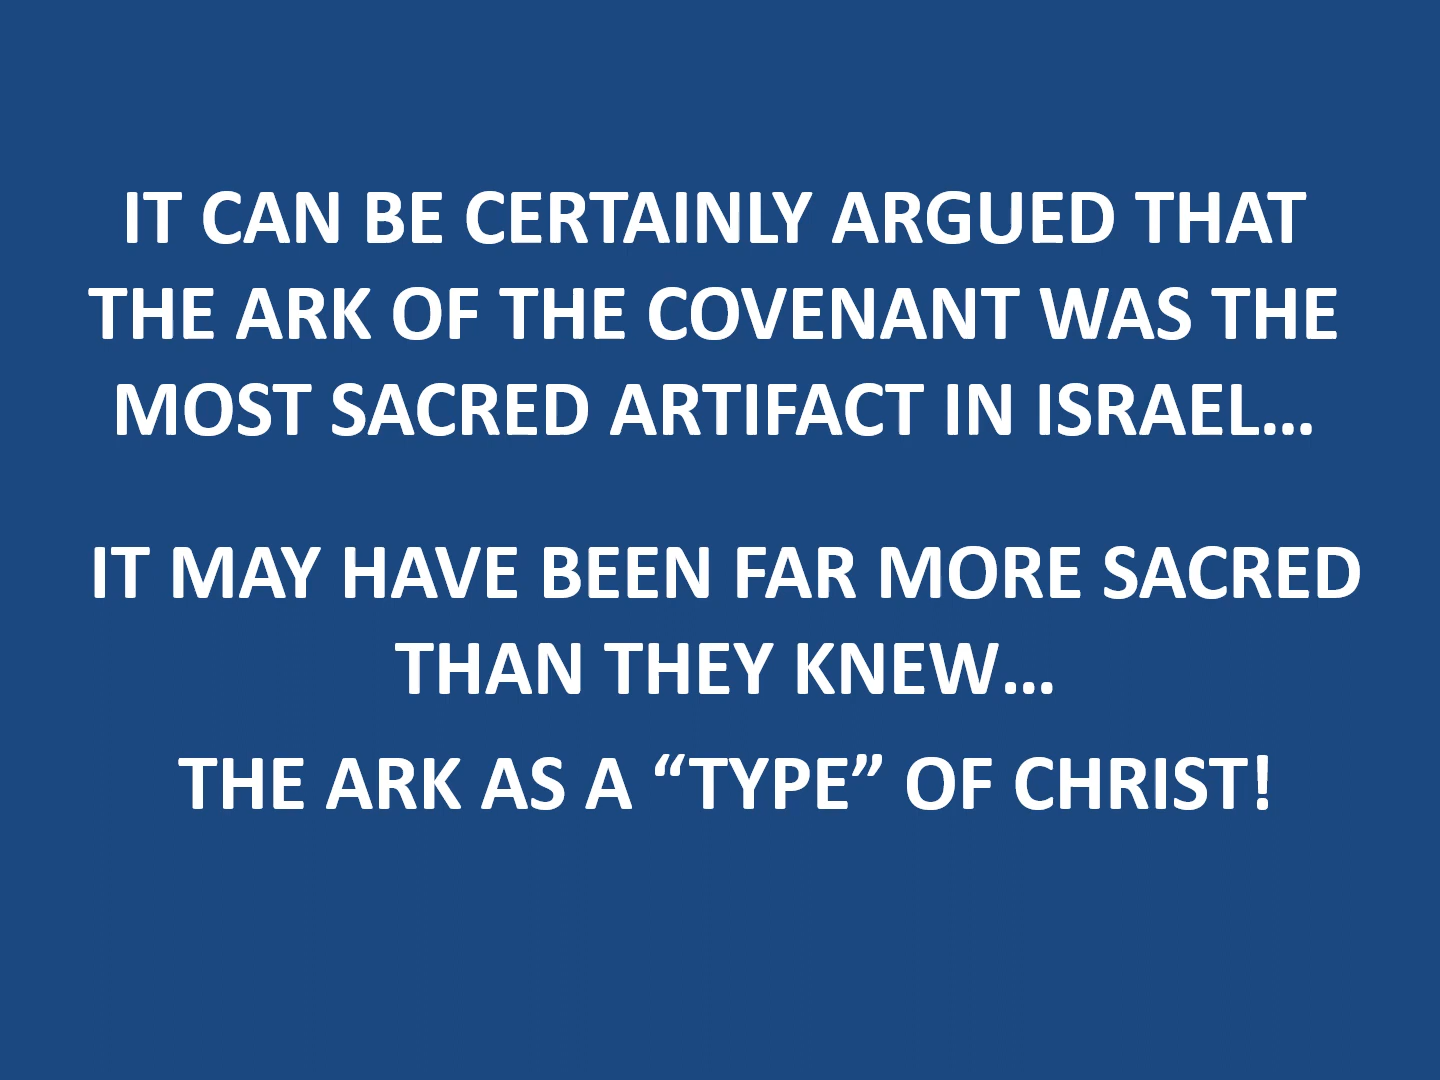 IT CAN BE CERTAINLY ARGUED THAT
THE ARK OF THE COVENANT WAS THE
MOST SACRED ARTIFACT IN ISRAEL…
IT MAY HAVE BEEN FAR MORE SACRED
THAN THEY KNEW…
THE ARK AS A “TYPE” OF CHRIST!